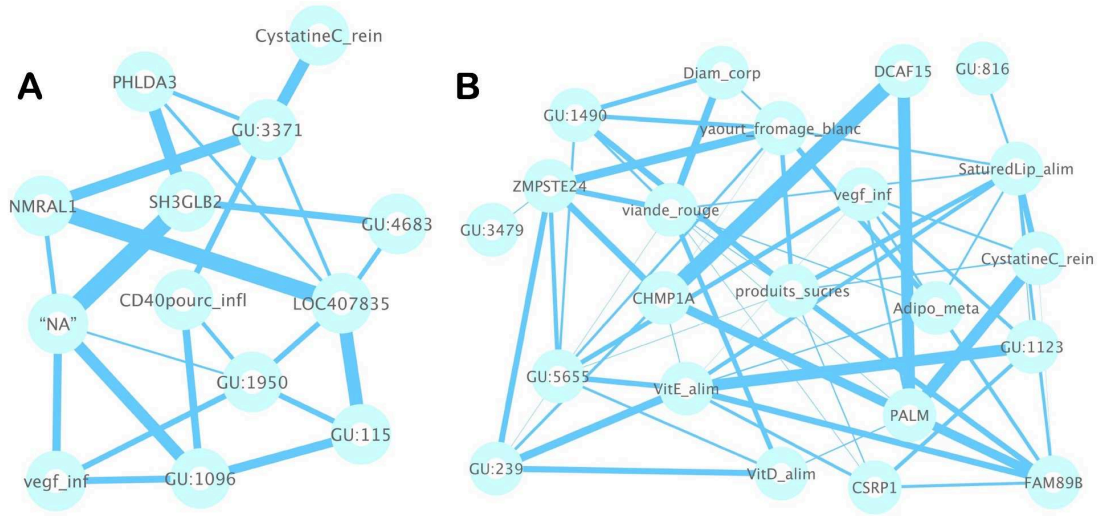 A
CystatineC_rein
PHLDA3
GU:3371
NMRAL1
SH3GLB2
GU:4683
CD40pourc_infl
LOC407835
“NA”
GU:1950
GU:115
vegf_inf
GU:1096
B
Diam_corp
DCAF15
GU:816
GU:1490
yaourt_fromage_blanc
ZMPSTE24
SaturedLip_alim
viande_rouge
vegf_inf
GU:3479
CystatineC_rein
CHMP1A
produits_sucres
Adipo_meta
GU:1123
GU:5655
VitE_alim
PALM
GU:239
VitD_alim
CSRP1
FAM89B